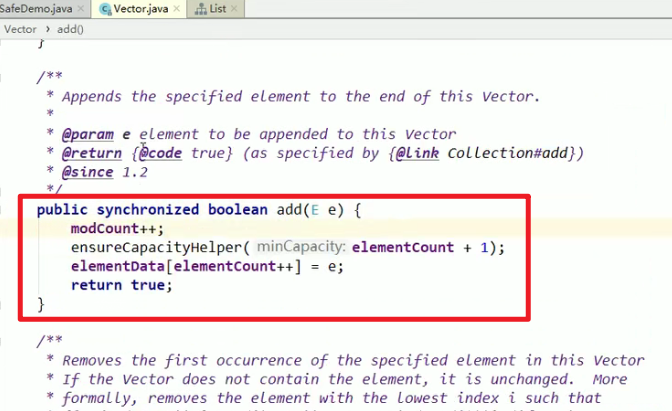 SafeDemo.java × Vector.java × List ×
Vector › add()
}
/**
* Appends the specified element to the end of this Vector.
*
* @param e element to be appended to this Vector
* @return {@code true} (as specified by {@link Collection#add})
* @since 1.2
*/
public synchronized boolean add(E e) {
modCount++;
ensureCapacityHelper( minCapacity: elementCount + 1);
elementData[elementCount++] = e;
return true;
}
/**
* Removes the first occurrence of the specified element in this Vector
* If the Vector does not contain the element, it is unchanged. More
* formally, removes the element with the lowest index i such that